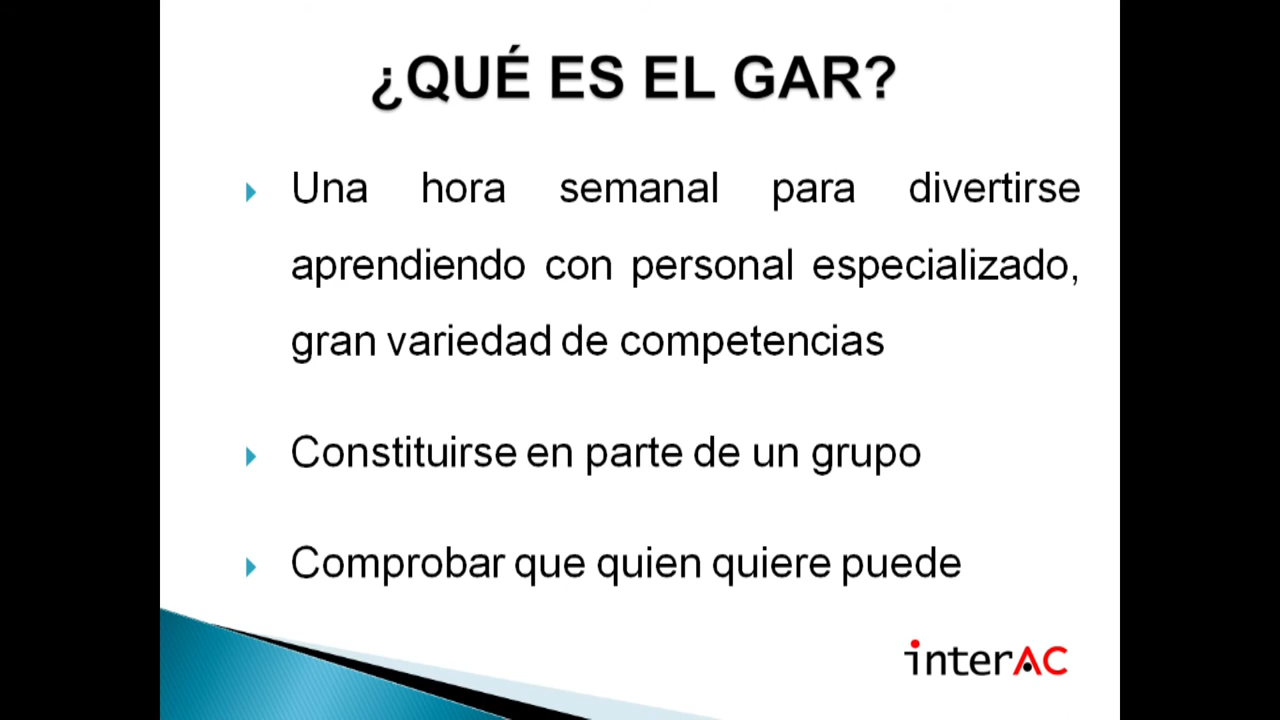 ¿QUÉ ES EL GAR?
Una hora semanal para divertirse
aprendiendo con personal especializado,
gran variedad de competencias
Constituirse en parte de un grupo
Comprobar que quien quiere puede
interAC